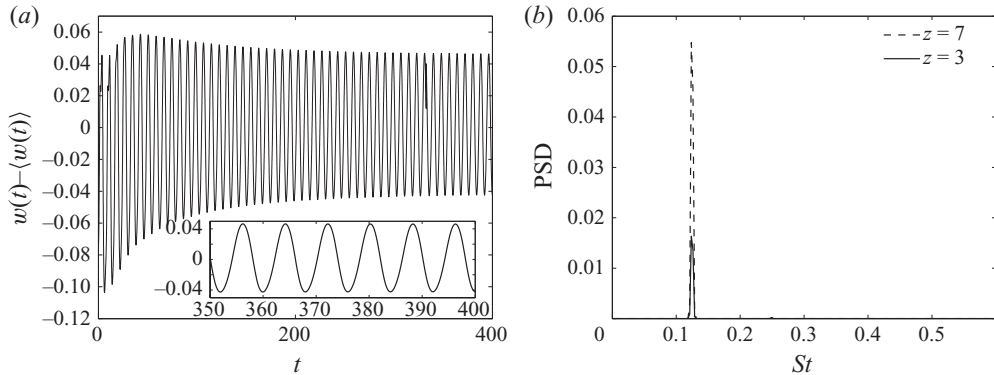 (a)
0.06
0.04
0.02
0
–0.02
–0.04
–0.06
–0.08
–0.10
–0.12
w(t)–⟨w(t)⟩
0
200
400
t
0.04
0
–0.04
350 360 370 380 390 400
(b)
0.06
0.05
0.04
0.03
0.02
0.01
PSD
0 0.1 0.2 0.3 0.4 0.5
St
z = 7
z = 3